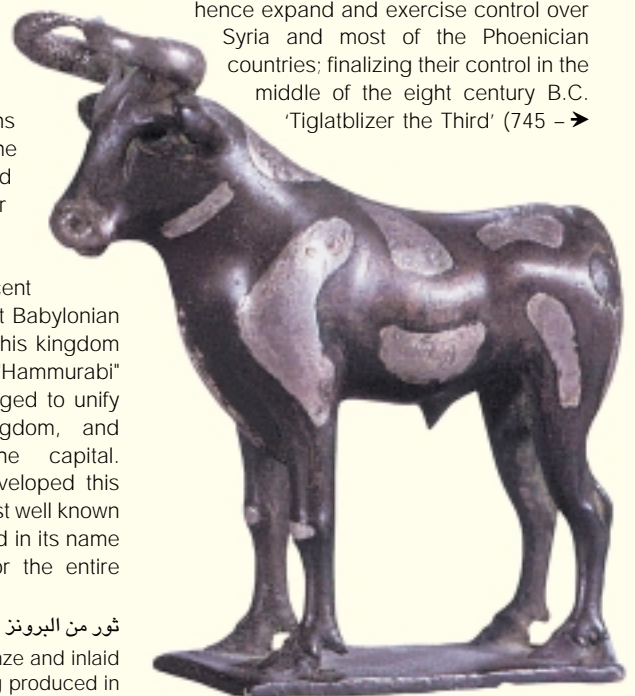 hence expand and exercise control over
Syria and most of the Phoenician
countries; finalizing their control in the
middle of the eight century B.C.
'Tiglatblizer the Third' (745 – ➔
ns
ne
d
r
cent
t Babylonian
his kingdom
"Hammurabi"
ged to unify
gdom, and
ne capital.
veloped this
st well known
d in its name
or the entire
ثور من البرونز
nze and inlaid
g produced in